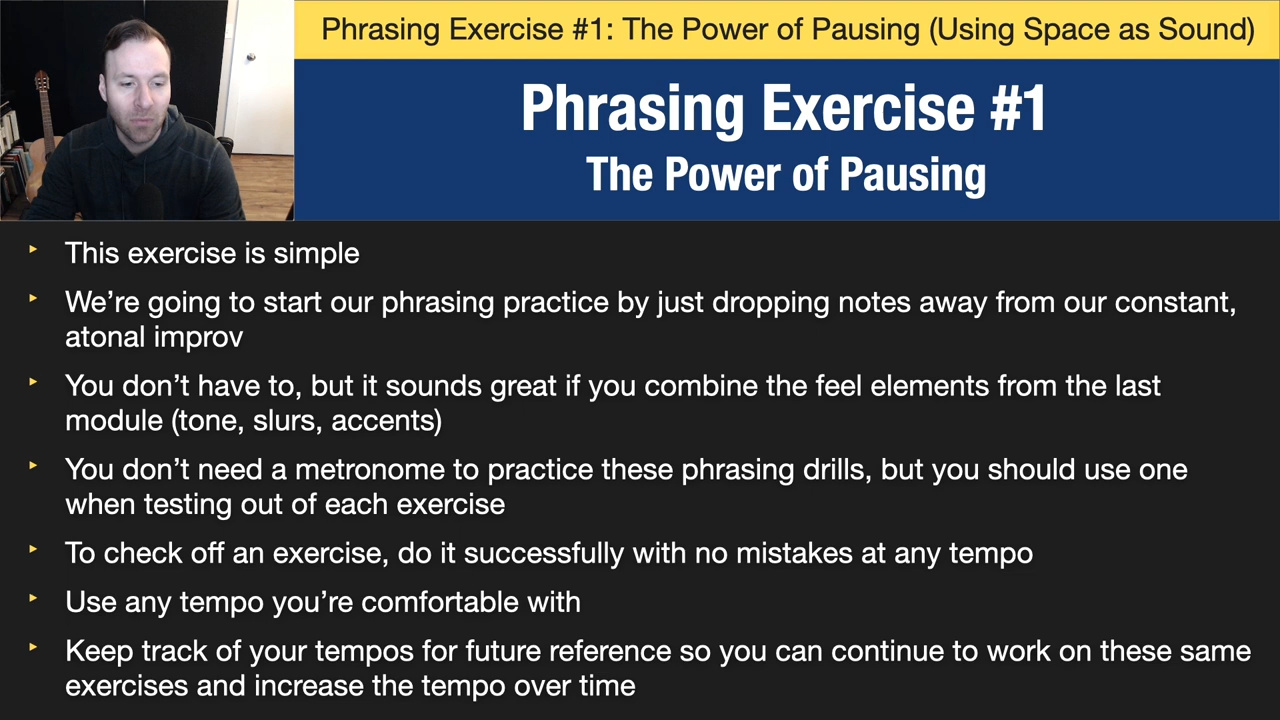 Phrasing Exercise #1: The Power of Pausing (Using Space as Sound)
Phrasing Exercise #1
The Power of Pausing
This exercise is simple
We’re going to start our phrasing practice by just dropping notes away from our constant,
atonal improv
You don’t have to, but it sounds great if you combine the feel elements from the last
module (tone, slurs, accents)
You don’t need a metronome to practice these phrasing drills, but you should use one
when testing out of each exercise
To check off an exercise, do it successfully with no mistakes at any tempo
Use any tempo you’re comfortable with
Keep track of your tempos for future reference so you can continue to work on these same
exercises and increase the tempo over time